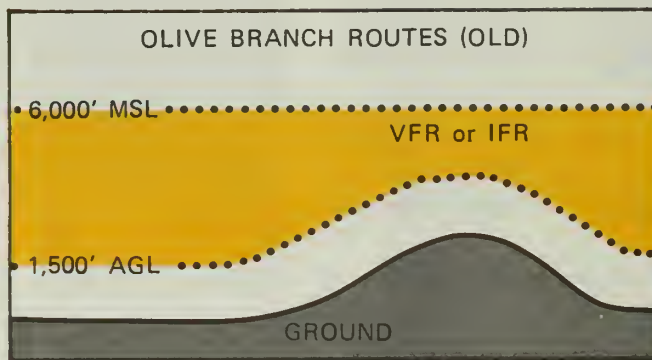 OLIVE BRANCH ROUTES (OLD)
6,000' MSL
VFR or IFR
1,500' AGL
GROUND